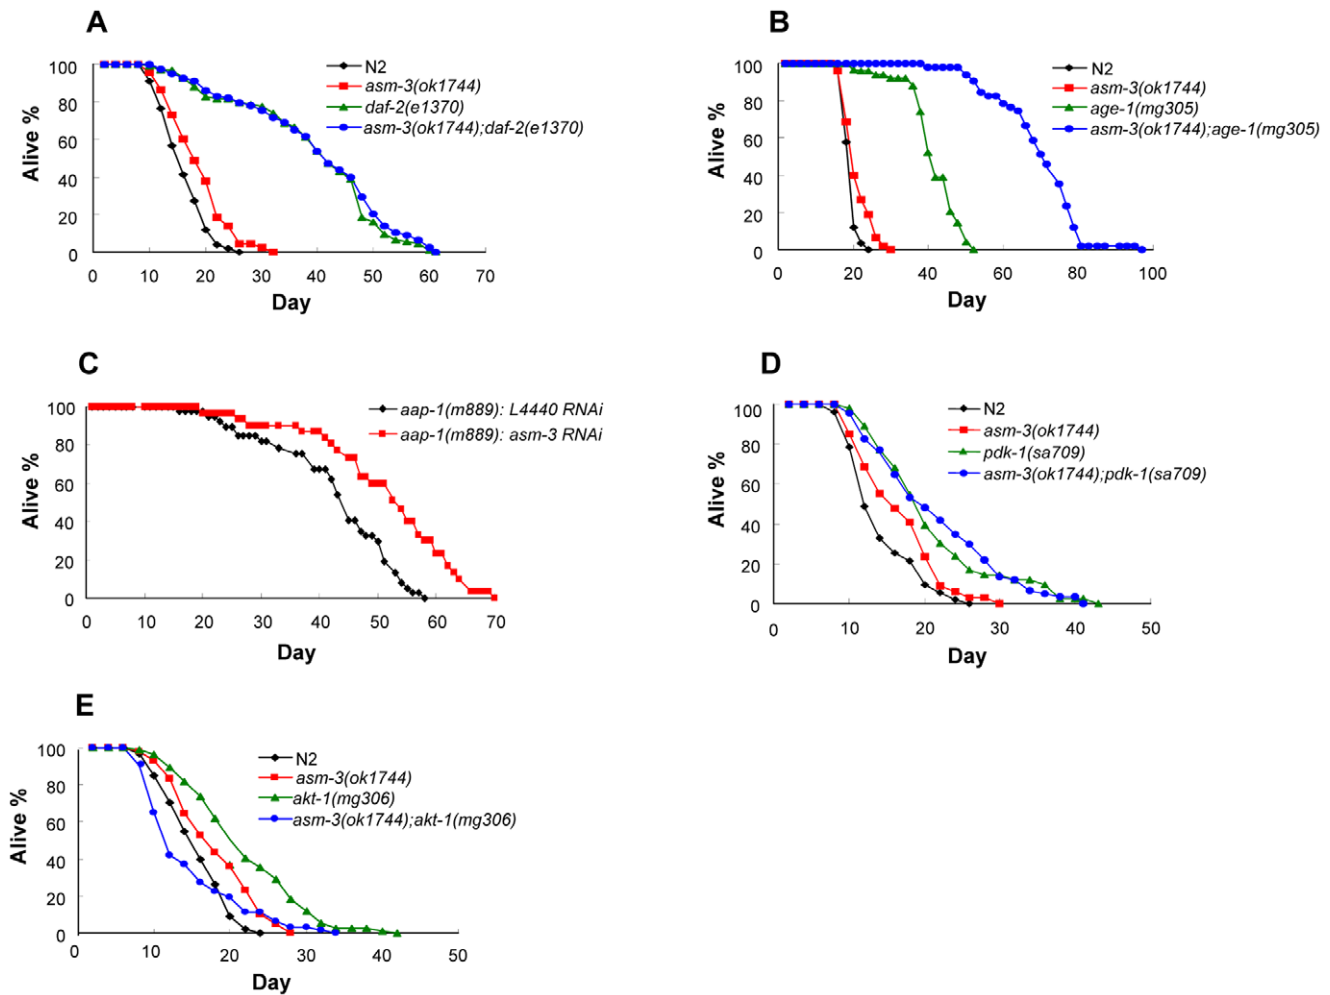 A
Alive %
100
80
60
40
20
0
0 10 20 30 40 50 60 70
Day
N2
asm-3(ok1744)
daf-2(e1370)
asm-3(ok1744);daf-2(e1370)
B
Alive %
100
80
60
40
20
0
0 20 40 60 80 100
Day
N2
asm-3(ok1744)
age-1(mg305)
asm-3(ok1744);age-1(mg305)
C
Alive %
100
80
60
40
20
0
0 10 20 30 40 50 60 70
Day
aap-1(m889): L4440 RNAi
aap-1(m889): asm-3 RNAi
D
Alive %
100
80
60
40
20
0
0 10 20 30 40 50
Day
N2
asm-3(ok1744)
pdk-1(sa709)
asm-3(ok1744);pdk-1(sa709)
E
Alive %
100
80
60
40
20
0
0 10 20 30 40 50
Day
N2
asm-3(ok1744)
akt-1(mg306)
asm-3(ok1744);akt-1(mg306)